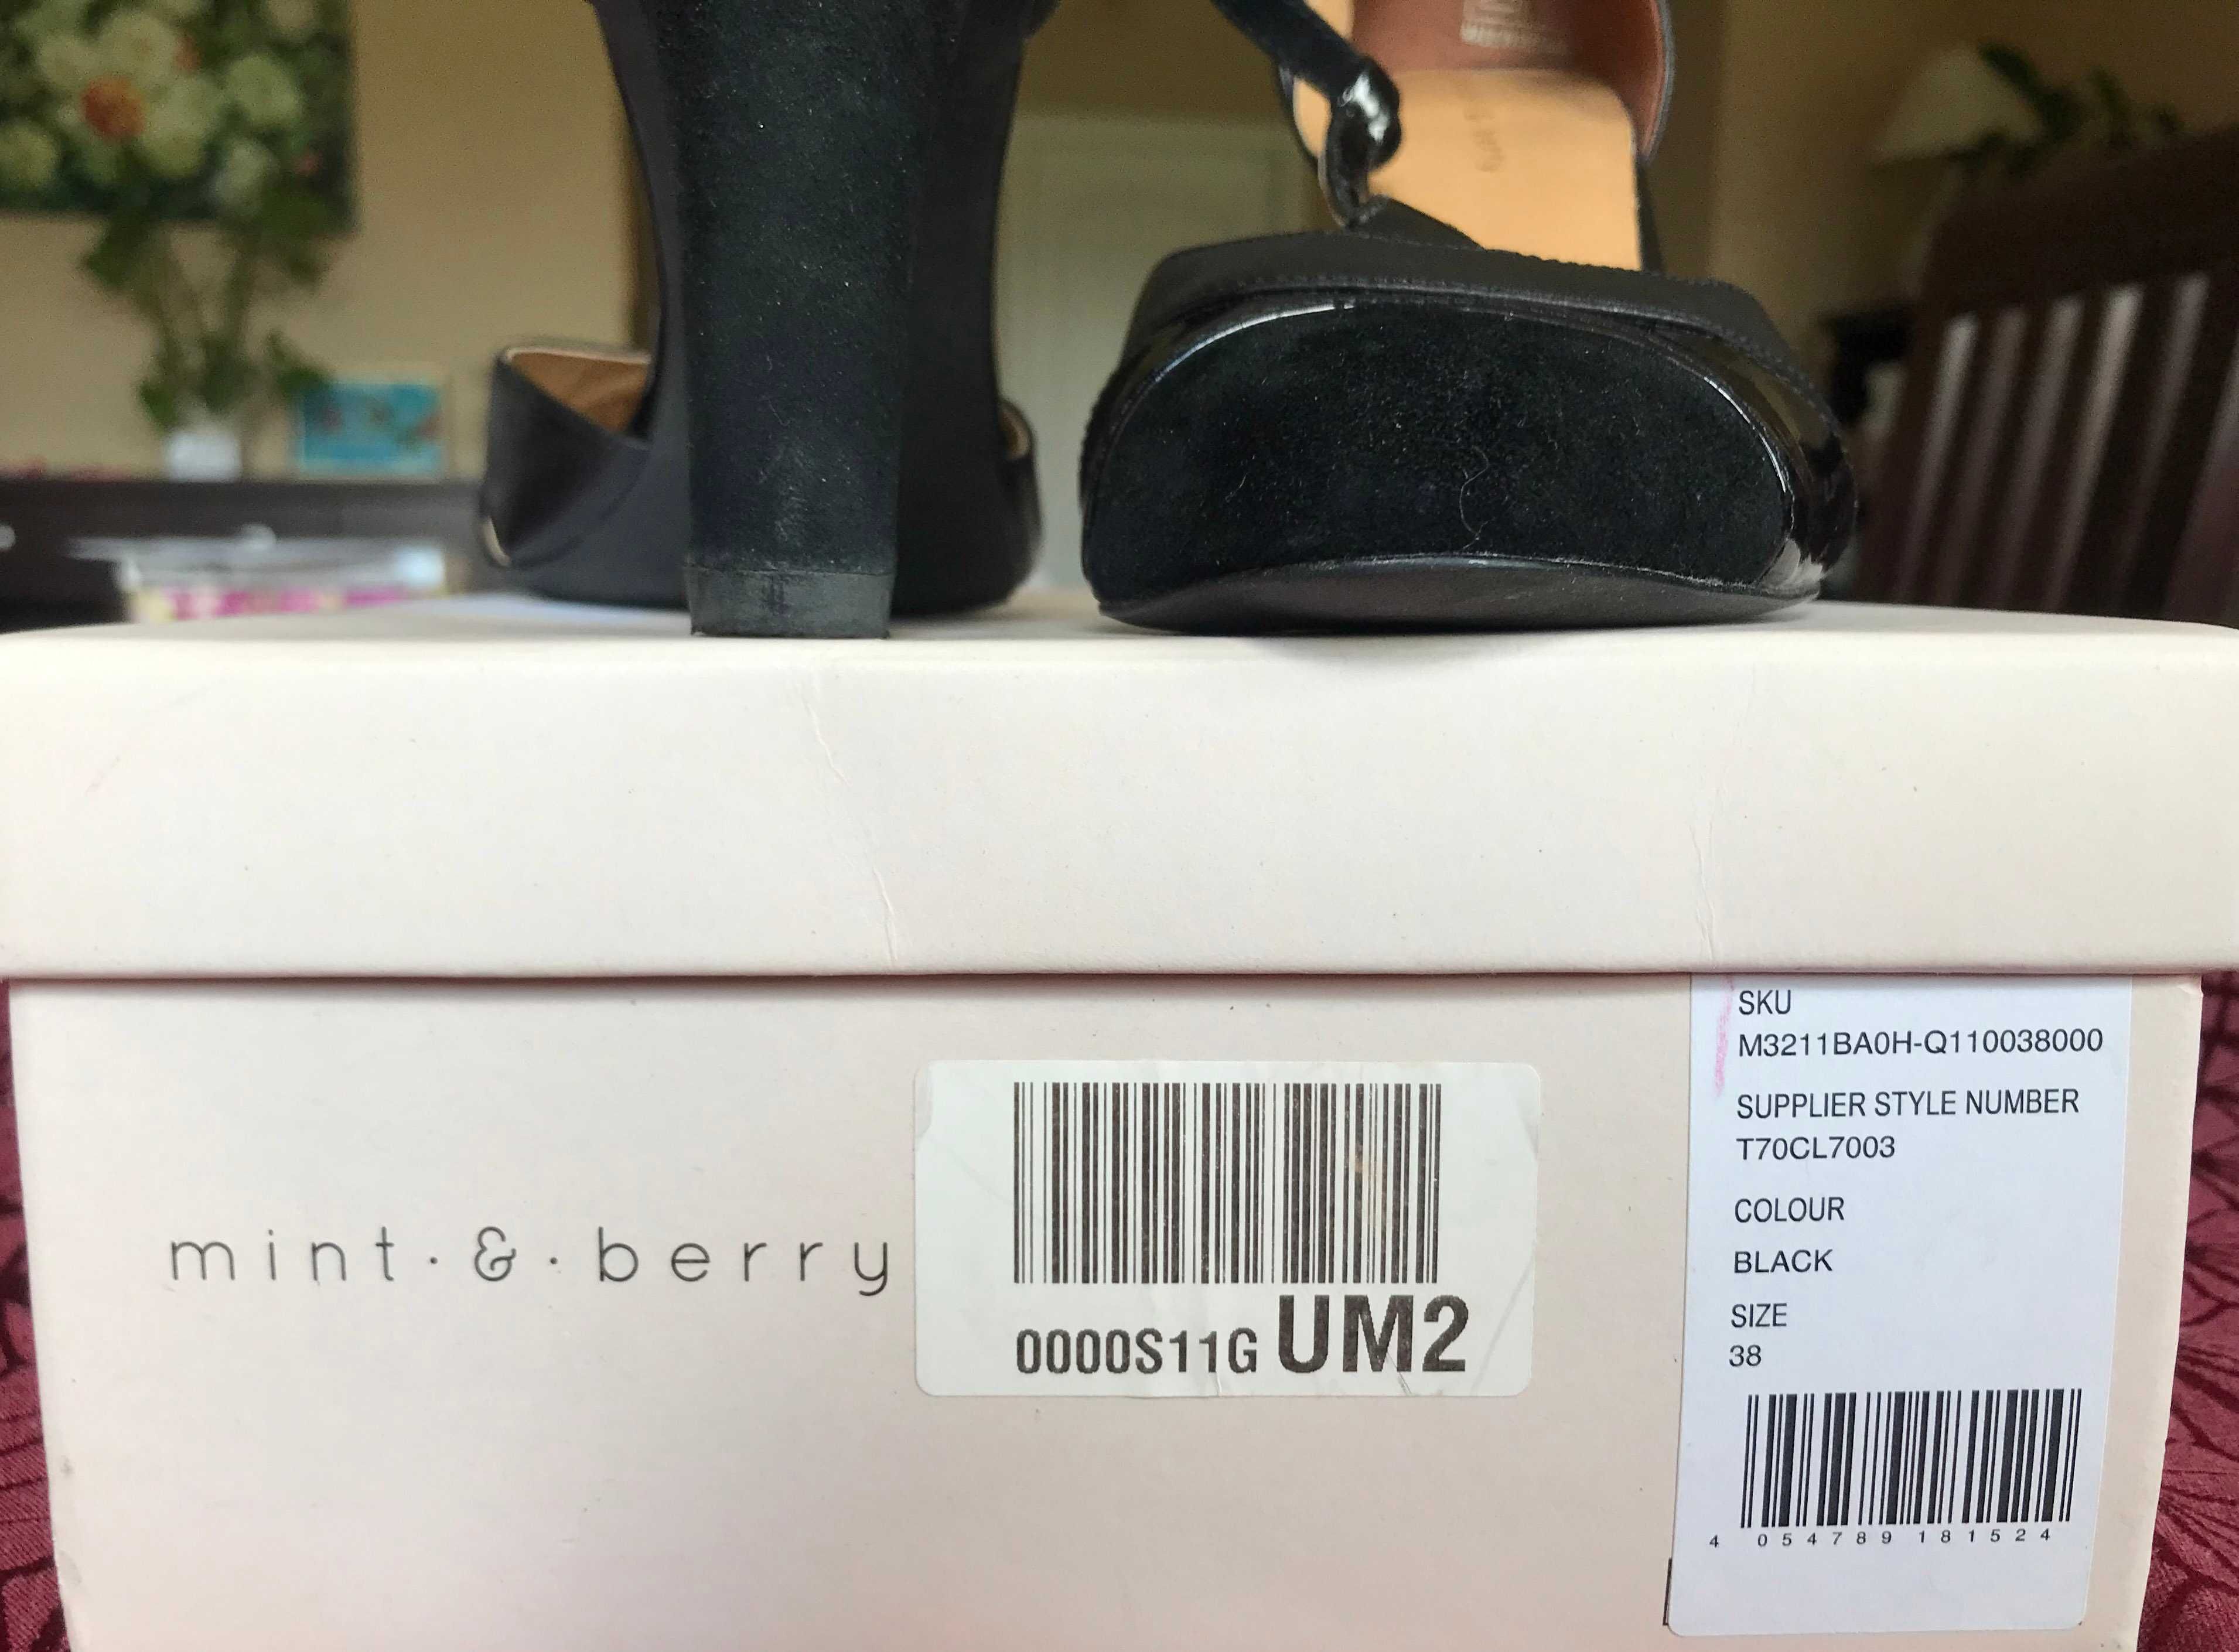 mint·&·berry
0000S11G UM2
SKU
M3211BA0H-Q110038000
SUPPLIER STYLE NUMBER
T70CL7003
COLOUR
BLACK
SIZE
38
4 054789 181524